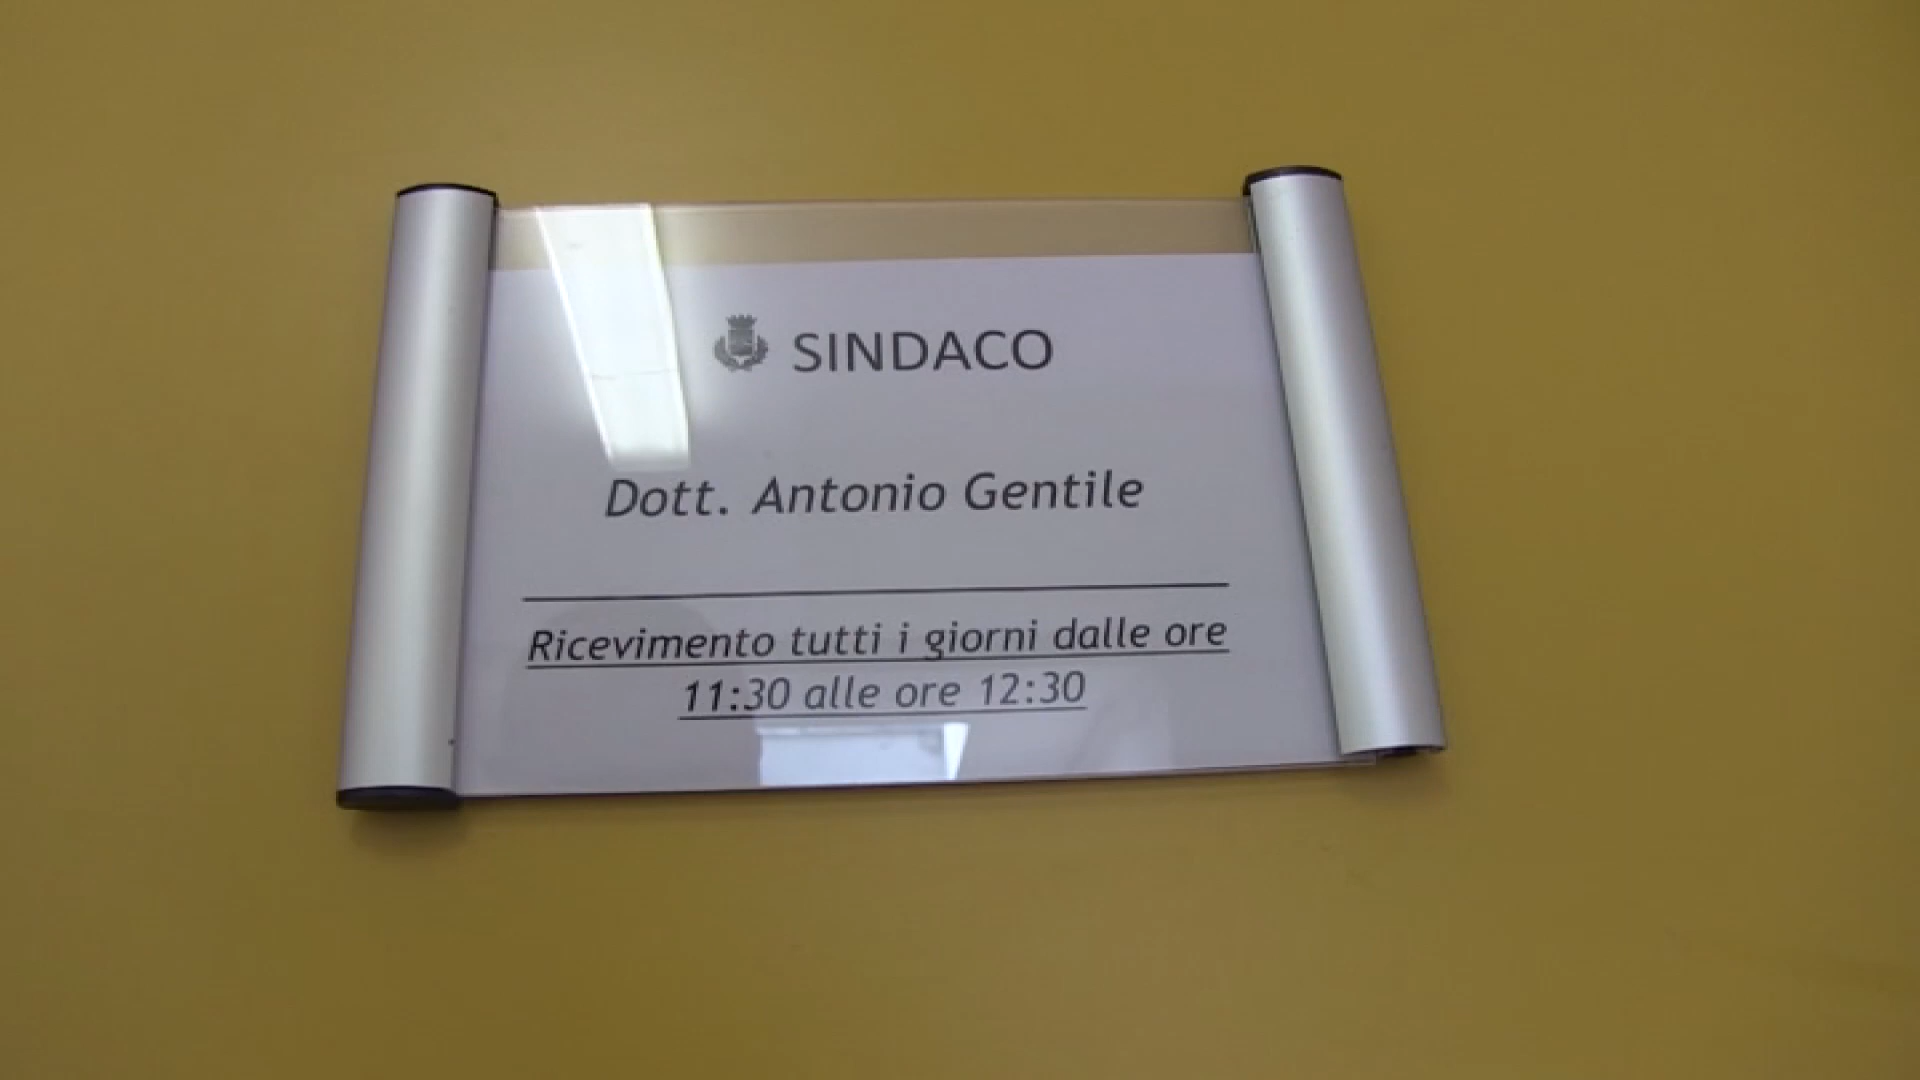 SINDACO
Dott. Antonio Gentile
Ricevimento tutti i giorni dalle ore
11:30 alle ore 12:30